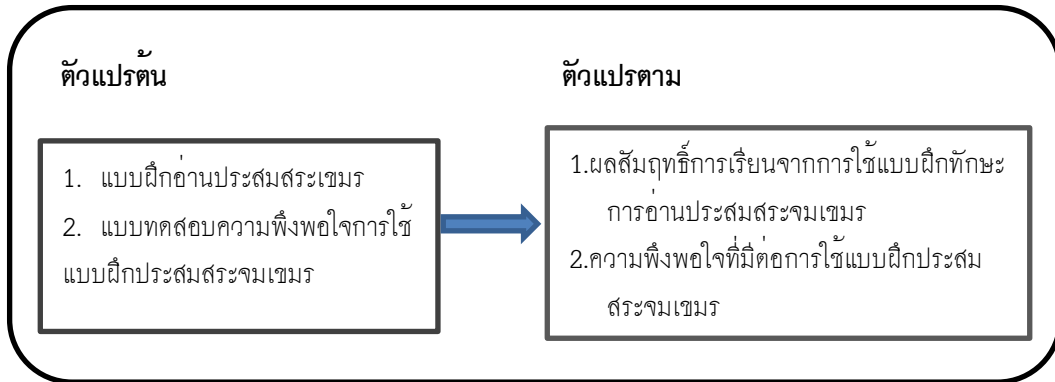 ตัวแปรต้น
ตัวแปรตาม
1. แบบฝึกอ่านประสมสระเขมร
2. แบบทดสอบความพึงพอใจการใช้
แบบฝึกประสมสระจมเขมร
1.ผลสัมฤทธิ์การเรียนจากการใช้แบบฝึกทักษะ
การอ่านประสมสระจมเขมร
2.ความพึงพอใจที่มีต่อการใช้แบบฝึกประสม
สระจมเขมร